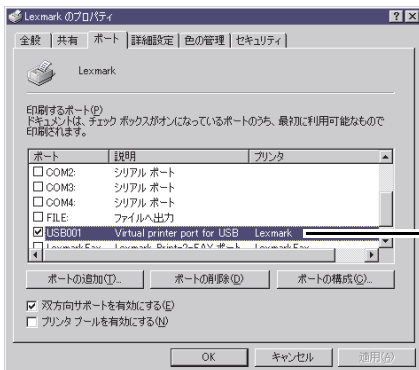 Lexmark のプロパティ
全般 共有 ポート 詳細設定 色の管理 セキュリティ
Lexmark
印刷するポート(P)
ドキュメントは、チェック ボックスがオンになっているポートのうち、最初に利用可能なもので
印刷されます。
ポート 説明 プリンタ
COM2: シリアル ポート
COM3: シリアル ポート
COM4: シリアル ポート
FILE: ファイルへ出力
USB001 Virtual printer port for USB Lexmark
ポートの追加(T)... ポートの削除(D) ポートの構成(C)...
双方向サポートを有効にする(E)
プリンタ プールを有効にする(N)
OK キャンセル 適用(A)